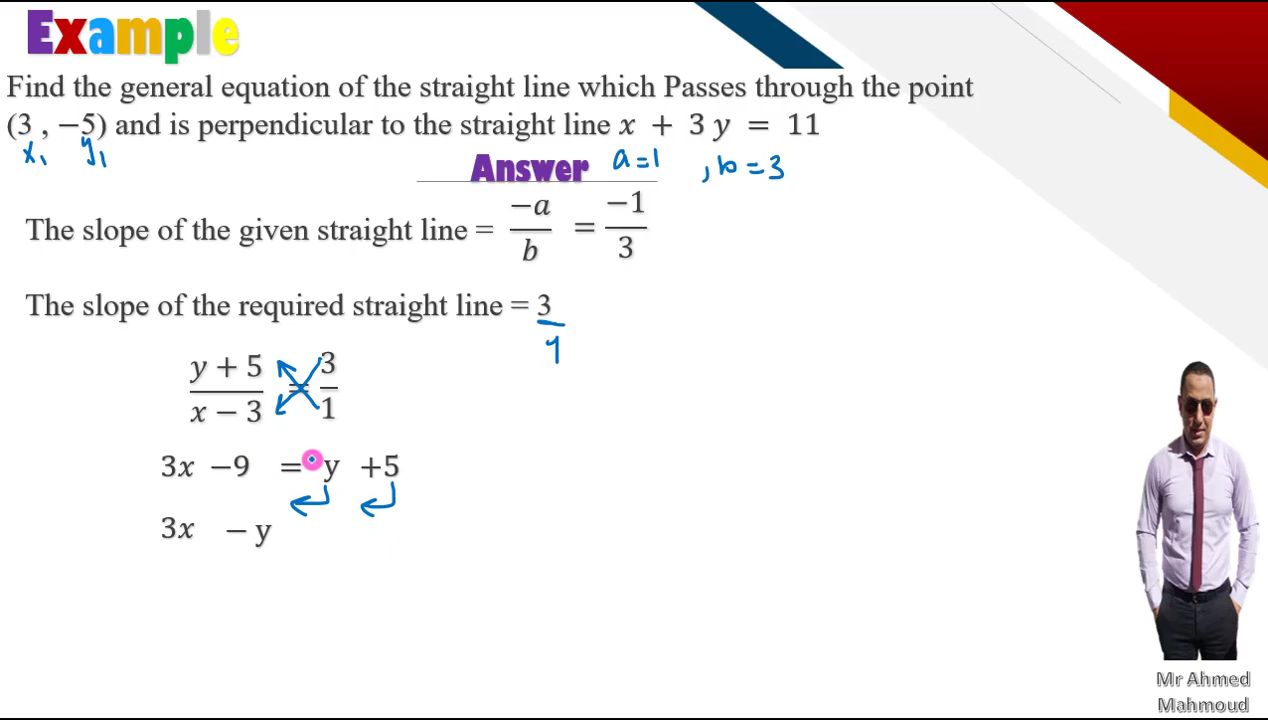 Example
Find the general equation of the straight line which Passes through the point
(3 , −5) and is perpendicular to the straight line x + 3 y = 11
x₁ y₁
Answer a=1 , b=3
The slope of the given straight line = −a/b = −1/3
The slope of the required straight line = 3/1
(y + 5)/(x − 3) = 3/1
3x −9 = y +5
3x − y
Mr Ahmed
Mahmoud